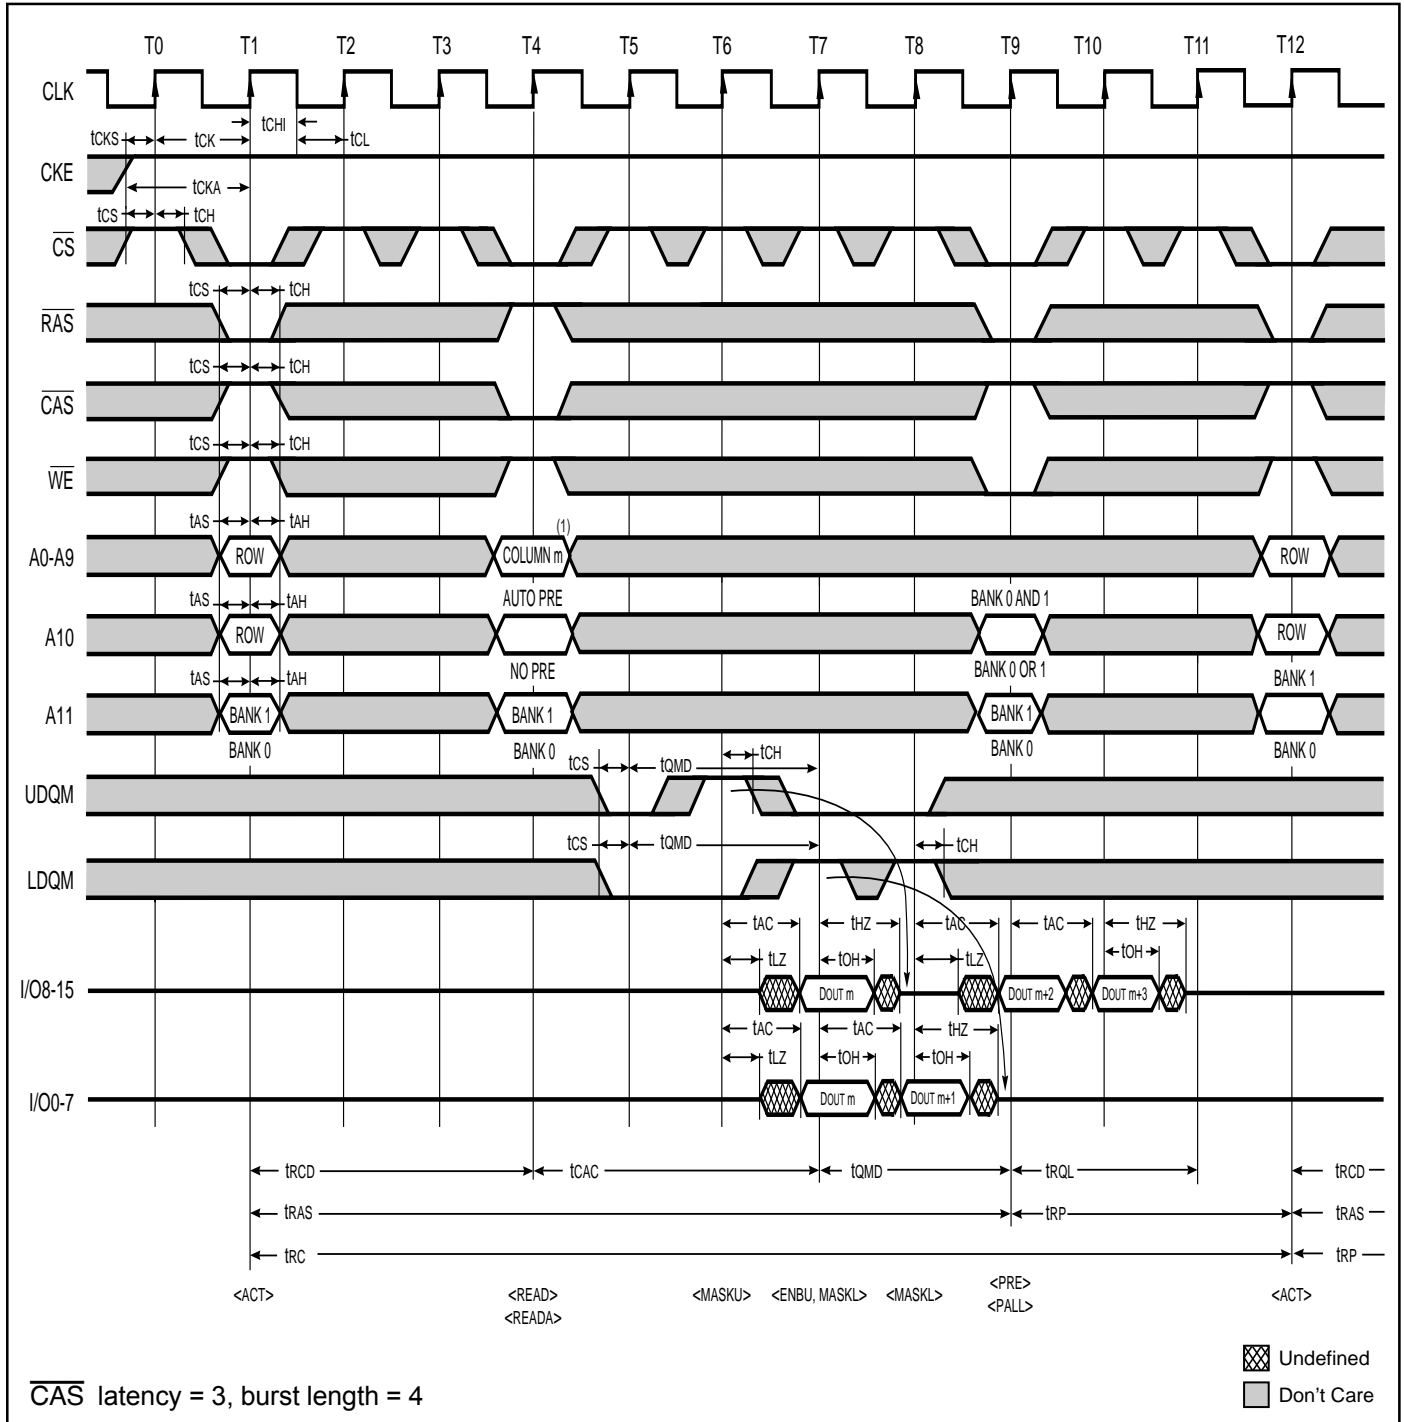 T0 T1 T2 T3 T4 T5 T6 T7 T8 T9 T10 T11 T12
CLK
tCHI
tCKS tCK tCL
CKE
tCKA
tCS tCH
CS
tCS tCH
RAS
tCS tCH
CAS
tCS tCH
WE
tAS tAH (1)
A0-A9 ROW COLUMN m ROW
tAS tAH AUTO PRE BANK 0 AND 1
A10 ROW ROW
tAS tAH NO PRE BANK 0 OR 1 BANK 1
A11 BANK 1 BANK 1 BANK 1
BANK 0 BANK 0 BANK 0 BANK 0
tCS tQMD tCH
UDQM
tCS tQMD tCH
LDQM
tAC tHZ tAC tAC tHZ
tLZ tOH tLZ tOH
I/O8-15 DOUT m DOUT m+2 DOUT m+3
tAC tAC tHZ
tLZ tOH tOH
I/O0-7 DOUT m DOUT m+1
tRCD tCAC tQMD tRQL tRCD
tRAS tRP tRAS
tRC tRP
<ACT> <READ> <MASKU> <ENBU, MASKL> <MASKL> <PRE> <ACT>
<READA> <PALL>
Undefined
CAS latency = 3, burst length = 4 Don't Care